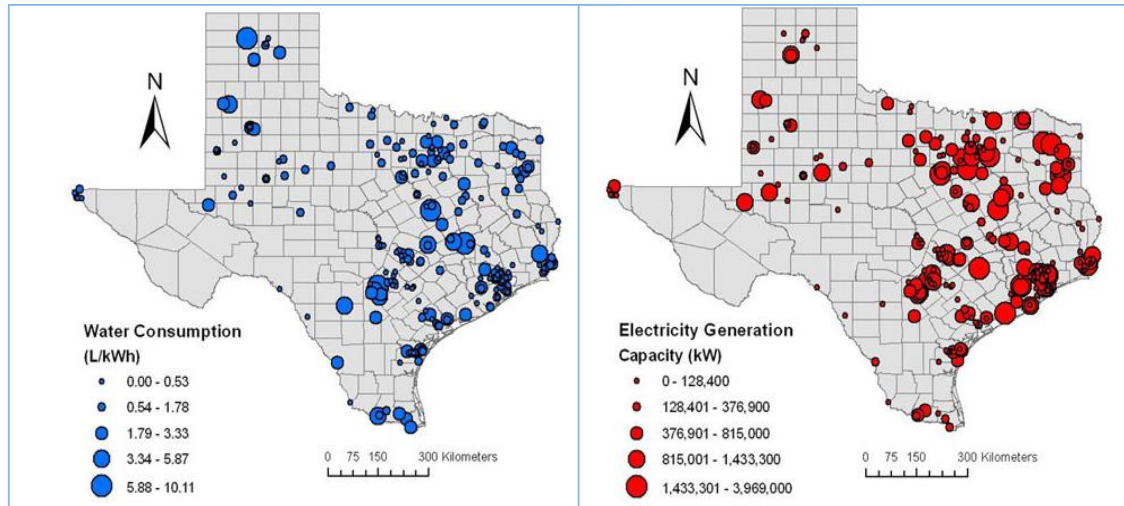 N
Water Consumption
(L/kWh)
0.00 - 0.53
0.54 - 1.78
1.79 - 3.33
3.34 - 5.87
5.88 - 10.11
0 75 150 300 Kilometers
N
Electricity Generation
Capacity (kW)
0 - 128,400
128,401 - 376,900
376,901 - 815,000
815,001 - 1,433,300
1,433,301 - 3,969,000
0 75 150 300 Kilometers